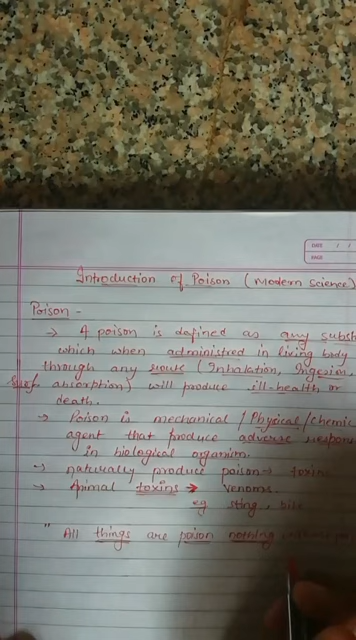 DATE / /
PAGE
Introduction of Poison (Modern Science)
Poison -
→ A poison is defined as any subst
which when administred in living body
through any route (Inhalation, Ingesion,
Surf. absorption) will produce ill-health or
death.
→ Poison is mechanical / Physical / Chemic
agent that produce adverse respon
in biological organism.
→ naturally produce poison → toxin
→ Animal toxins → venoms.
eg sting, bite
" All things are poison nothing